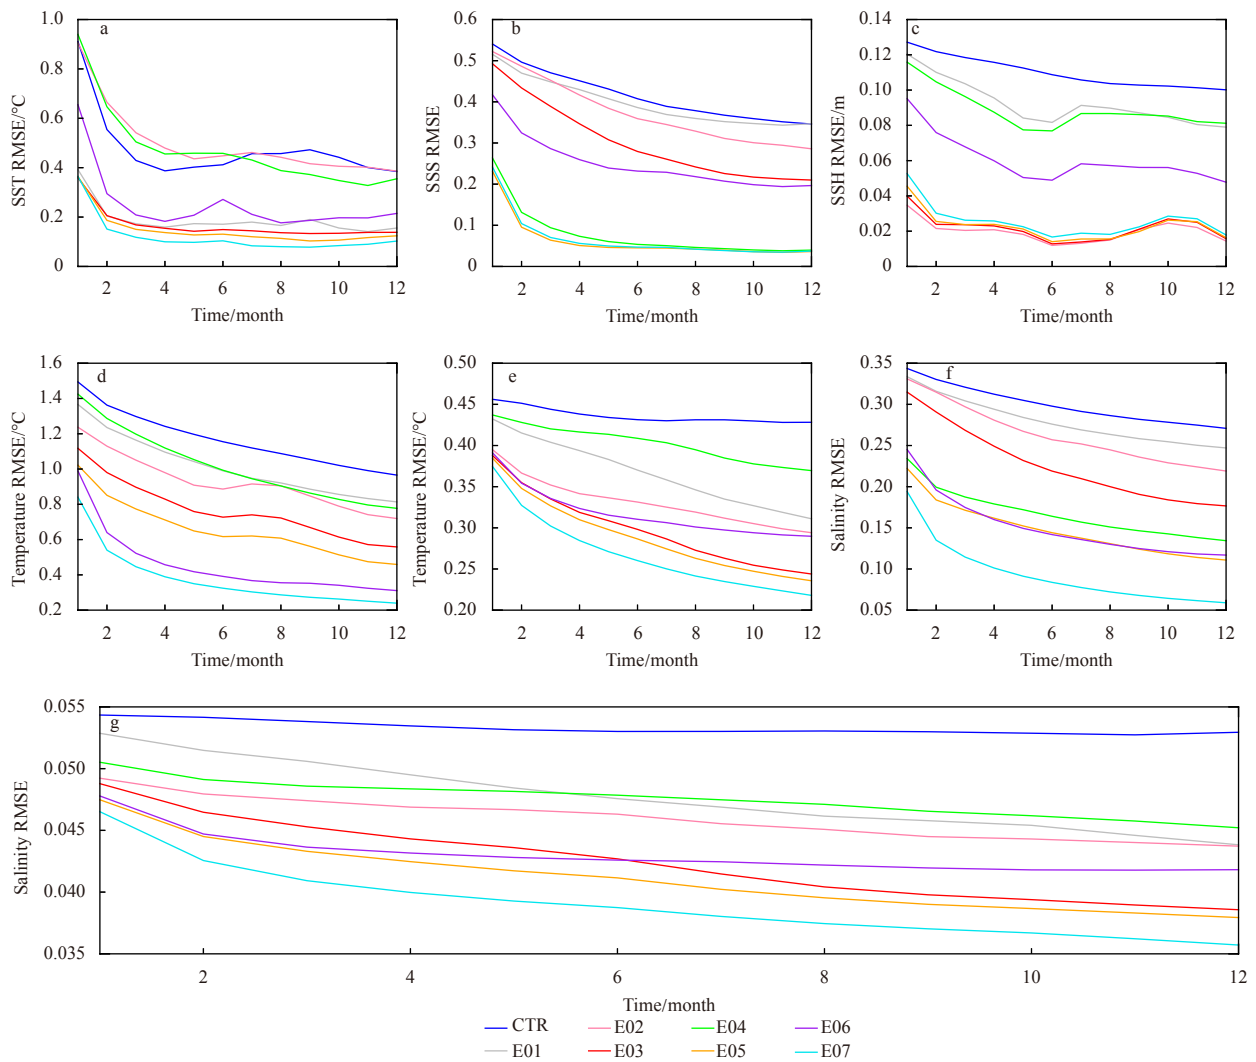 a
SST RMSE/°C
1.0
0.8
0.6
0.4
0.2
0
2 4 6 8 10 12
Time/month
b
SSS RMSE
0.6
0.5
0.4
0.3
0.2
0.1
0
2 4 6 8 10 12
Time/month
c
SSH RMSE/m
0.14
0.12
0.10
0.08
0.06
0.04
0.02
0
2 4 6 8 10 12
Time/month
d
Temperature RMSE/°C
1.6
1.4
1.2
1.0
0.8
0.6
0.4
0.2
2 4 6 8 10 12
Time/month
e
Temperature RMSE/°C
0.50
0.45
0.40
0.35
0.30
0.25
0.20
2 4 6 8 10 12
Time/month
f
Salinity RMSE
0.35
0.30
0.25
0.20
0.15
0.10
0.05
2 4 6 8 10 12
Time/month
g
Salinity RMSE
0.055
0.050
0.045
0.040
0.035
2 4 6 8 10 12
Time/month
CTR E02 E04 E06
E01 E03 E05 E07